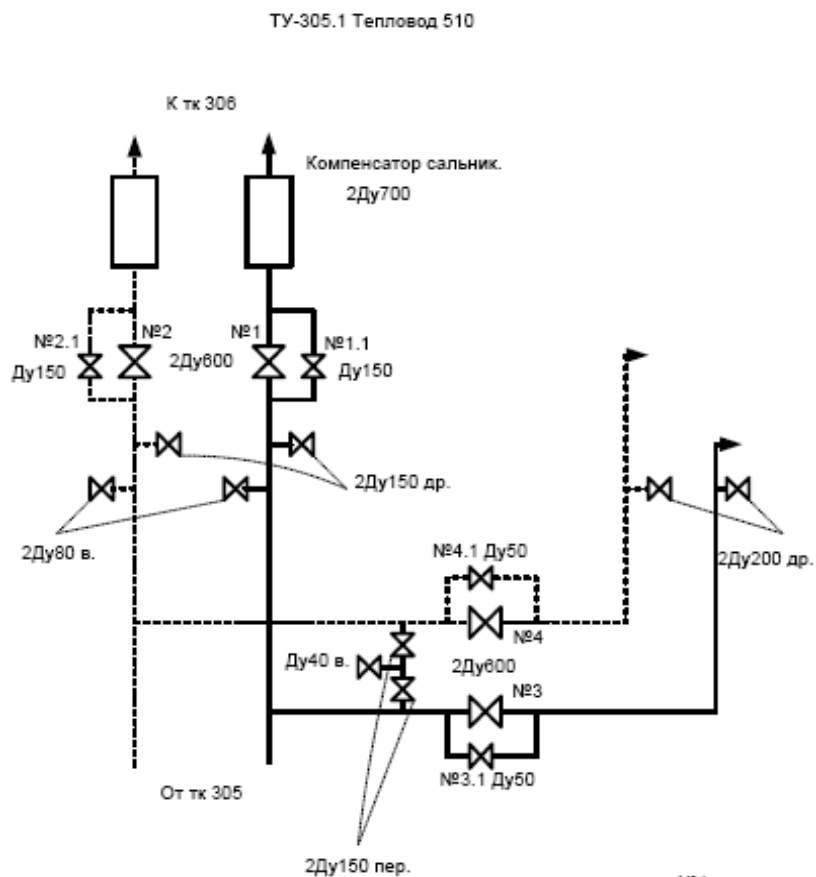 ТУ-305.1 Тепловод 510
К тк 306
Компенсатор сальник.
2Ду700
№2.1
Ду150
№2
2Ду600
№1
№1.1
Ду150
2Ду150 др.
2Ду80 в.
2Ду200 др.
№4.1 Ду50
№4
Ду40 в.
2Ду600
№3
№3.1 Ду50
От тк 305
2Ду150 пер.